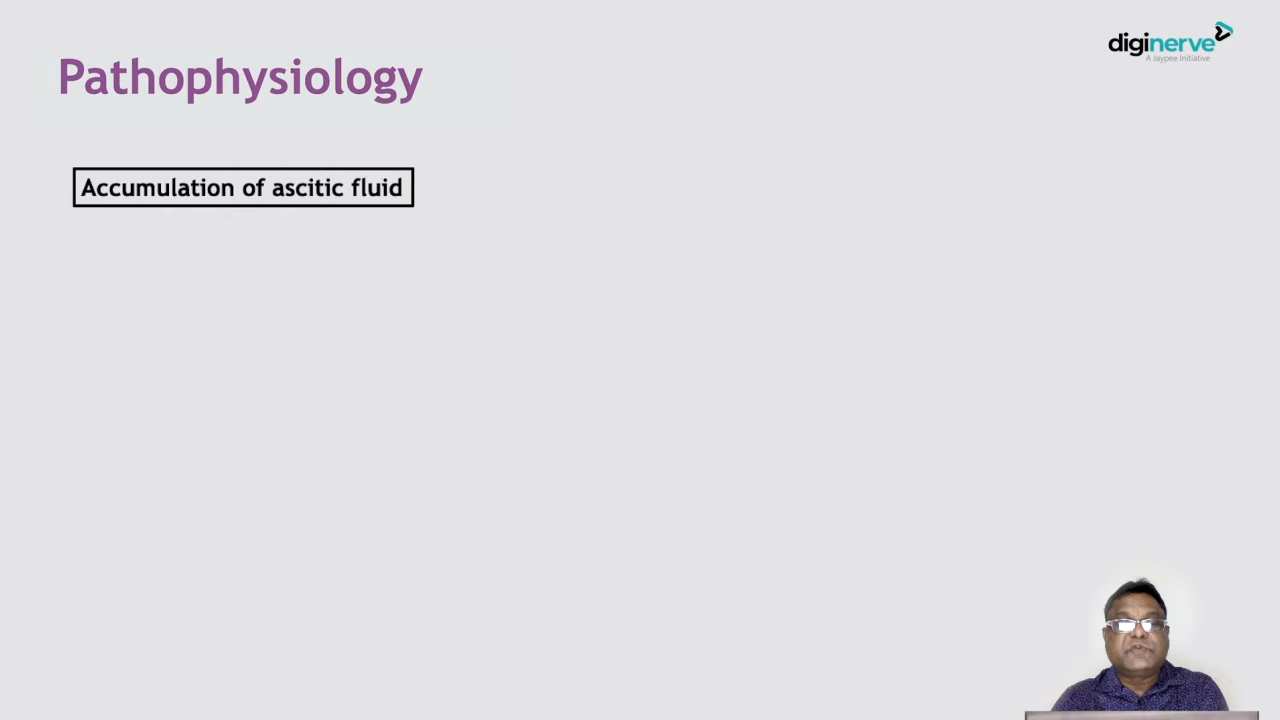 diginerve
A Jaypee Initiative
Pathophysiology
Accumulation of ascitic fluid